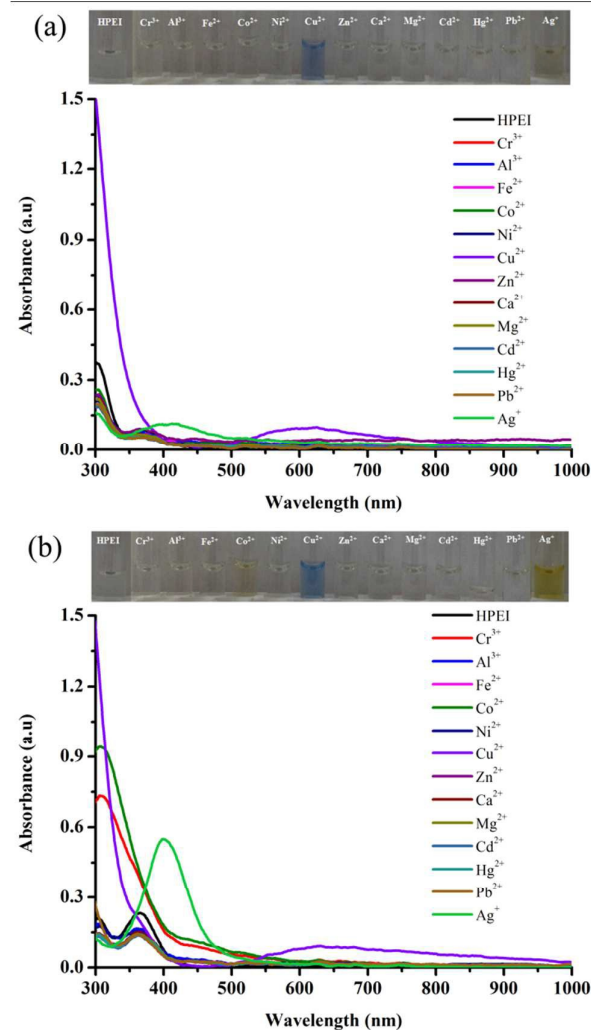 (a)
HPEI Cr³⁺ Al³⁺ Fe²⁺ Co²⁺ Ni²⁺ Cu²⁺ Zn²⁺ Ca²⁺ Mg²⁺ Cd²⁺ Hg²⁺ Pb²⁺ Ag⁺
1.5
1.2
0.9
0.6
0.3
0.0
Absorbance (a.u)
HPEI
Cr³⁺
Al³⁺
Fe²⁺
Co²⁺
Ni²⁺
Cu²⁺
Zn²⁺
Ca²⁺
Mg²⁺
Cd²⁺
Hg²⁺
Pb²⁺
Ag⁺
300 400 500 600 700 800 900 1000
Wavelength (nm)
(b)
HPEI Cr³⁺ Al³⁺ Fe²⁺ Co²⁺ Ni²⁺ Cu²⁺ Zn²⁺ Ca²⁺ Mg²⁺ Cd²⁺ Hg²⁺ Pb²⁺ Ag⁺
1.5
1.2
0.9
0.6
0.3
0.0
Absorbance (a.u)
HPEI
Cr³⁺
Al³⁺
Fe²⁺
Co²⁺
Ni²⁺
Cu²⁺
Zn²⁺
Ca²⁺
Mg²⁺
Cd²⁺
Hg²⁺
Pb²⁺
Ag⁺
300 400 500 600 700 800 900 1000
Wavelength (nm)